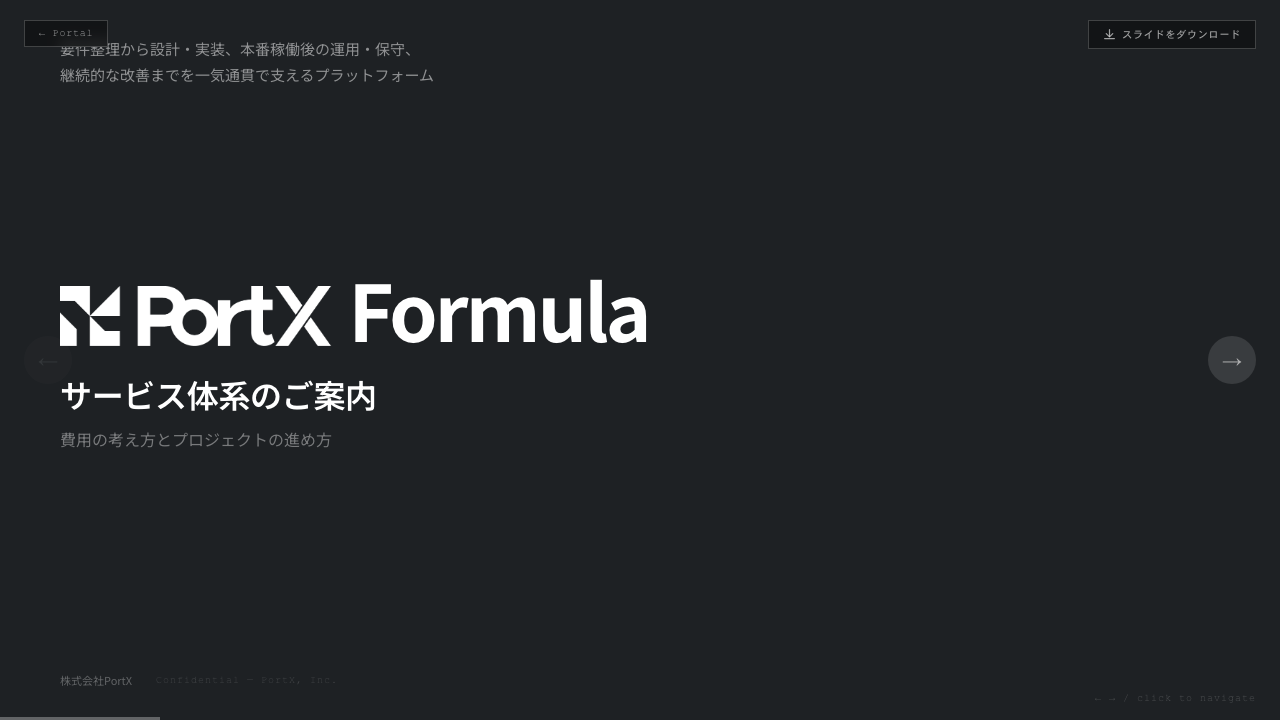 ← Portal
スライドをダウンロード
要件整理から設計・実装、本番稼働後の運用・保守、
継続的な改善までを一気通貫で支えるプラットフォーム
PortX Formula
← →
サービス体系のご案内
費用の考え方とプロジェクトの進め方
株式会社PortX Confidential — PortX, Inc.
← → / click to navigate